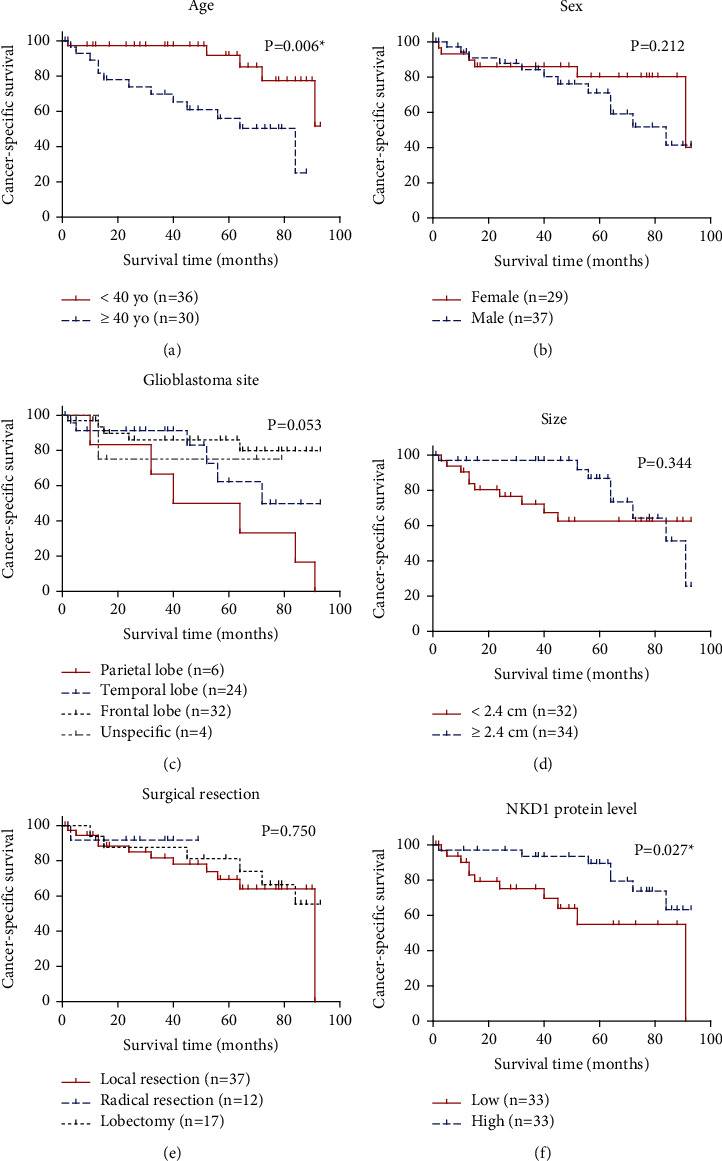 Age
P=0.006*
Cancer-specific survival
100
80
60
40
20
0
0 20 40 60 80 100
Survival time (months)
< 40 yo (n=36)
≥ 40 yo (n=30)
(a)
Sex
P=0.212
Cancer-specific survival
100
80
60
40
20
0
0 20 40 60 80 100
Survival time (months)
Female (n=29)
Male (n=37)
(b)
Glioblastoma site
P=0.053
Cancer-specific survival
100
80
60
40
20
0
0 20 40 60 80 100
Survival time (months)
Parietal lobe (n=6)
Temporal lobe (n=24)
Frontal lobe (n=32)
Unspecific (n=4)
(c)
Size
P=0.344
Cancer-specific survival
100
80
60
40
20
0
0 20 40 60 80 100
Survival time (months)
< 2.4 cm (n=32)
≥ 2.4 cm (n=34)
(d)
Surgical resection
P=0.750
Cancer-specific survival
100
80
60
40
20
0
0 20 40 60 80 100
Survival time (months)
Local resection (n=37)
Radical resection (n=12)
Lobectomy (n=17)
(e)
NKD1 protein level
P=0.027*
Cancer-specific survival
100
80
60
40
20
0
0 20 40 60 80 100
Survival time (months)
Low (n=33)
High (n=33)
(f)